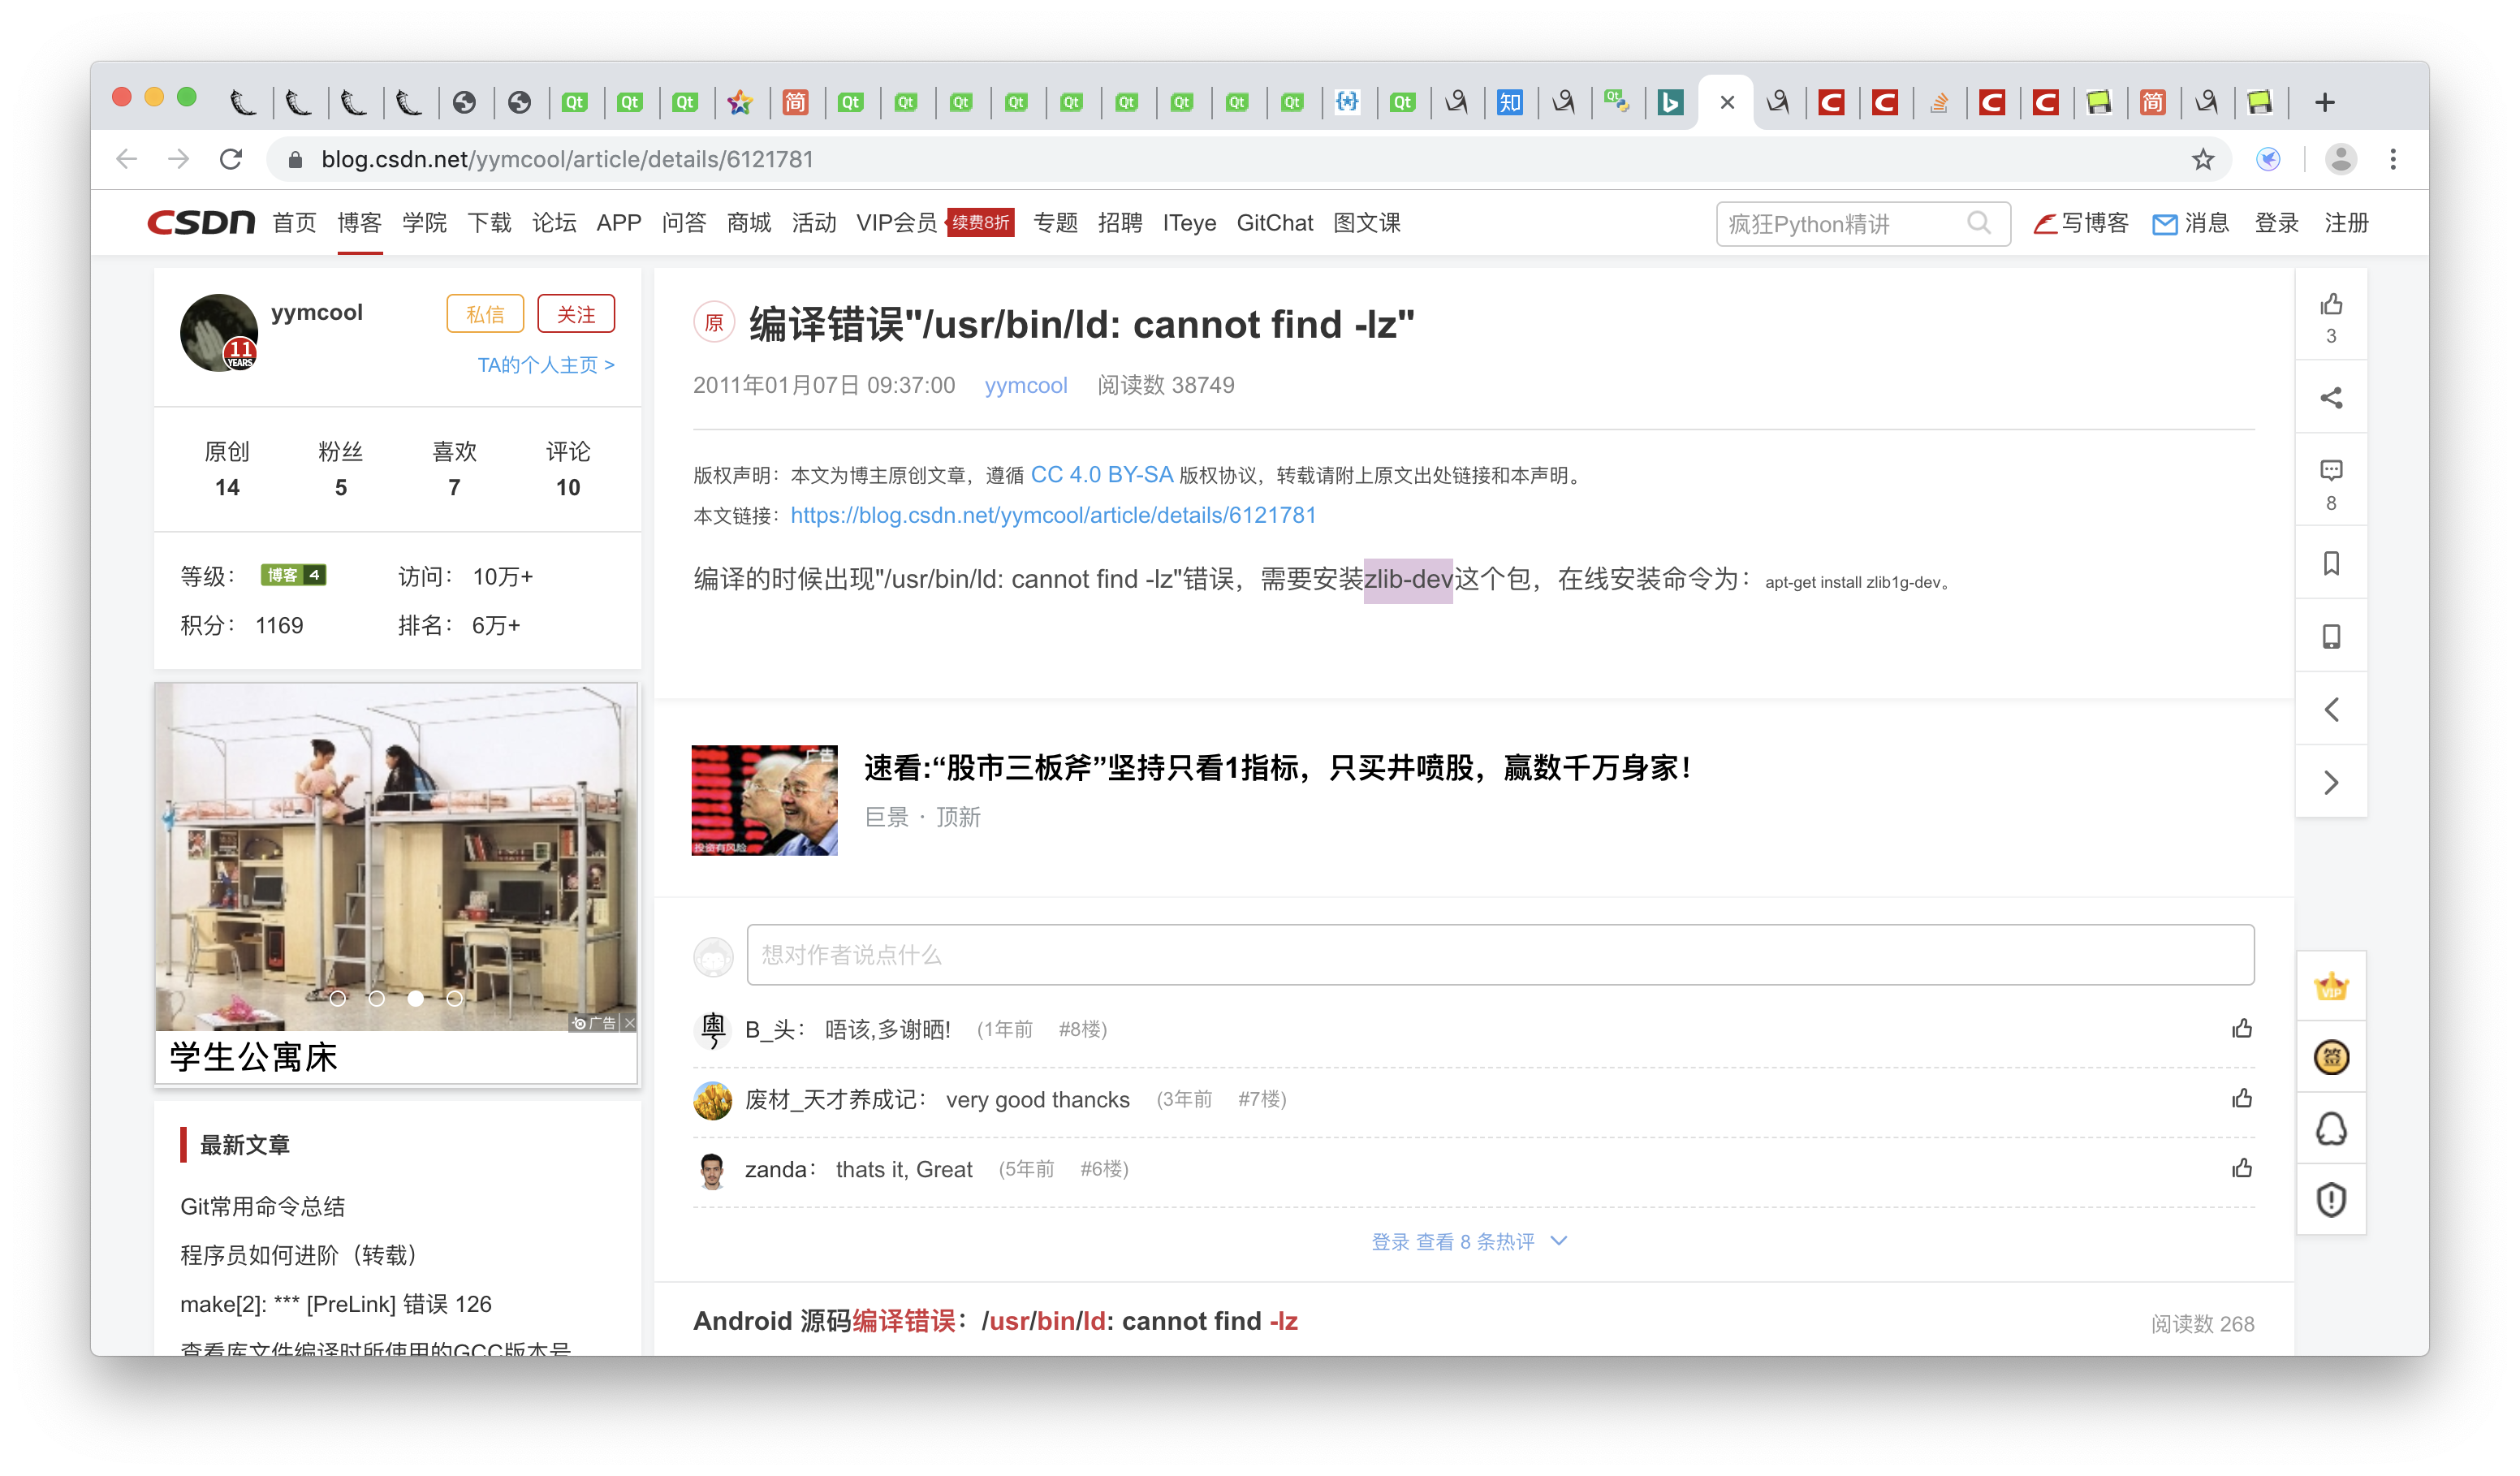 blog.csdn.net/yymcool/article/details/6121781
CSDN 首页 博客 学院 下载 论坛 APP 问答 商城 活动 VIP会员 续费8折 专题 招聘 ITeye GitChat 图文课 疯狂Python精讲 写博客 消息 登录 注册
yymcool 私信 关注
11 YEARS
TA的个人主页 >
原创 粉丝 喜欢 评论
14 5 7 10
等级： 博客 4 访问： 10万+
积分： 1169 排名： 6万+
广告
学生公寓床
最新文章
Git常用命令总结
程序员如何进阶（转载）
make[2]: *** [PreLink] 错误 126
查看库文件编译时所使用的GCC版本号
原 编译错误"/usr/bin/ld: cannot find -lz"
2011年01月07日 09:37:00 yymcool 阅读数 38749
版权声明：本文为博主原创文章，遵循 CC 4.0 BY-SA 版权协议，转载请附上原文出处链接和本声明。
本文链接：https://blog.csdn.net/yymcool/article/details/6121781
编译的时候出现"/usr/bin/ld: cannot find -lz"错误，需要安装zlib-dev这个包，在线安装命令为：apt-get install zlib1g-dev。
广告
投资有风险
速看:“股市三板斧”坚持只看1指标，只买井喷股，赢数千万身家！
巨景 · 顶新
想对作者说点什么
B_头： 唔该,多谢晒! (1年前 #8楼)
废材_天才养成记： very good thancks (3年前 #7楼)
zanda： thats it, Great (5年前 #6楼)
登录 查看 8 条热评
Android 源码编译错误：/usr/bin/ld: cannot find -lz 阅读数 268
3
8
VIP
签